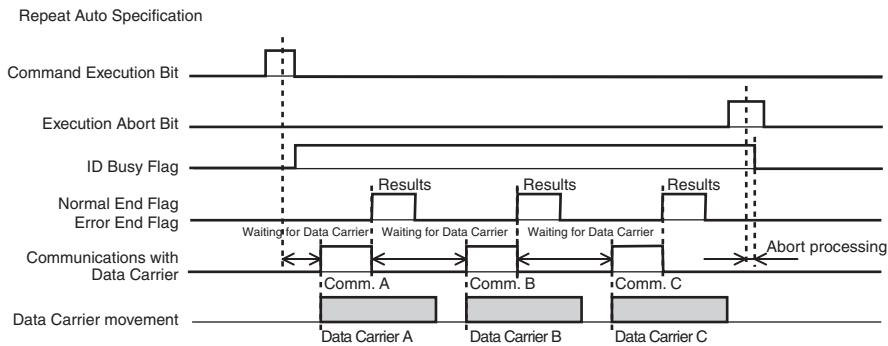 Repeat Auto Specification
Command Execution Bit
Execution Abort Bit
ID Busy Flag
Results Results Results
Normal End Flag
Error End Flag
Waiting for Data Carrier Waiting for Data Carrier Waiting for Data Carrier
Abort processing
Communications with
Data Carrier
Comm. A Comm. B Comm. C
Data Carrier movement
Data Carrier A Data Carrier B Data Carrier C